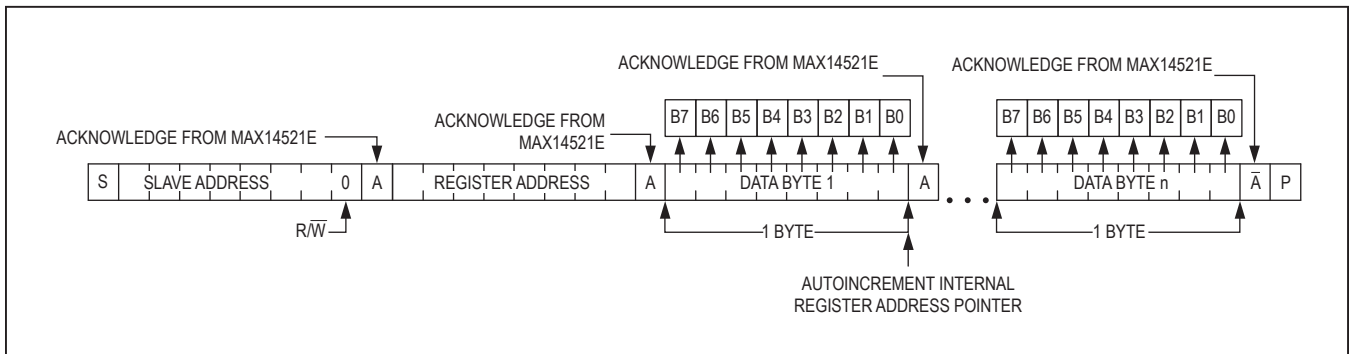 ACKNOWLEDGE FROM MAX14521E
ACKNOWLEDGE FROM MAX14521E
B7 B6 B5 B4 B3 B2 B1 B0
B7 B6 B5 B4 B3 B2 B1 B0
ACKNOWLEDGE FROM
MAX14521E
ACKNOWLEDGE FROM MAX14521E
S SLAVE ADDRESS 0 A REGISTER ADDRESS A DATA BYTE 1 A • • • DATA BYTE n A̅ P
R/W̅
1 BYTE
1 BYTE
AUTOINCREMENT INTERNAL
REGISTER ADDRESS POINTER